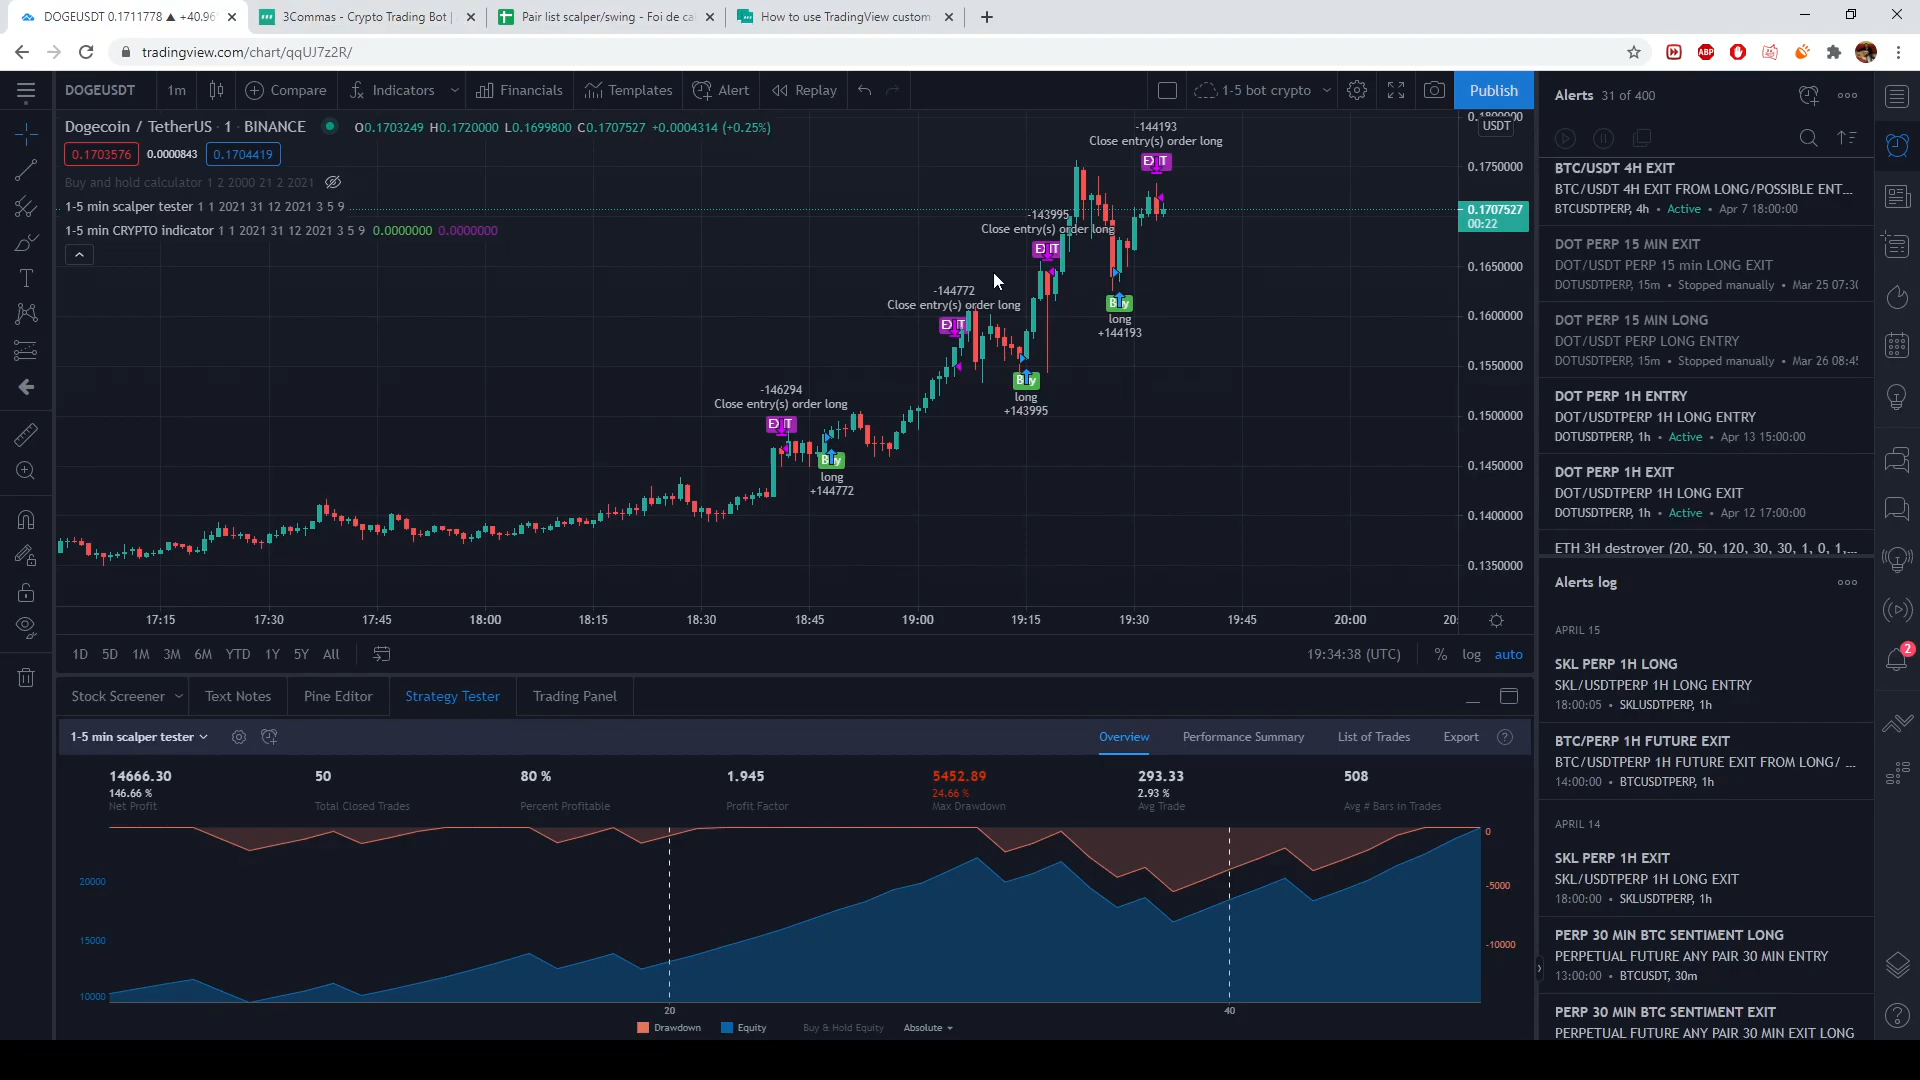 DOGEUSDT 0.1711778 ▲ +40.96
3Commas - Crypto Trading Bot |
Pair list scalper/swing - Foi de ca
How to use TradingView custom
tradingview.com/chart/qqUJ7z2R/
DOGEUSDT
1m
Compare
Indicators
Financials
Templates
Alert
Replay
1-5 bot crypto
Publish
Dogecoin / TetherUS · 1 · BINANCE
O0.1703249 H0.1720000 L0.1699800 C0.1707527 +0.0004314 (+0.25%)
0.1703576
0.0000843
0.1704419
Buy and hold calculator 1 2 2000 21 2 2021
1-5 min scalper tester 1 1 2021 31 12 2021 3 5 9
1-5 min CRYPTO indicator 1 1 2021 31 12 2021 3 5 9 0.0000000 0.0000000
-144193
Close entry(s) order long
-143995
Close entry(s) order long
-144772
Close entry(s) order long
-146294
Close entry(s) order long
long
+144193
long
+143995
long
+144772
0.1800000
USDT
0.1750000
0.1707527
00:22
0.1650000
0.1600000
0.1550000
0.1500000
0.1450000
0.1400000
0.1350000
17:15
17:30
17:45
18:00
18:15
18:30
18:45
19:00
19:15
19:30
19:45
20:00
20:
1D 5D 1M 3M 6M YTD 1Y 5Y All
19:34:38 (UTC)
% log auto
Stock Screener
Text Notes
Pine Editor
Strategy Tester
Trading Panel
1-5 min scalper tester
Overview
Performance Summary
List of Trades
Export
14666.30
146.66 %
Net Profit
50
Total Closed Trades
80 %
Percent Profitable
1.945
Profit Factor
5452.89
24.66 %
Max Drawdown
293.33
2.93 %
Avg Trade
508
Avg # Bars in Trades
20000
15000
10000
0
-5000
-10000
20
40
Drawdown
Equity
Buy & Hold Equity
Absolute
Alerts 31 of 400
BTC/USDT 4H EXIT
BTC/USDT 4H EXIT FROM LONG/POSSIBLE ENT...
BTCUSDTPERP, 4h • Active • Apr 7 18:00:00
DOT PERP 15 MIN EXIT
DOT/USDT PERP 15 min LONG EXIT
DOTUSDTPERP, 15m • Stopped manually • Mar 25 07:30
DOT PERP 15 MIN LONG
DOT/USDT PERP LONG ENTRY
DOTUSDTPERP, 15m • Stopped manually • Mar 26 08:45
DOT PERP 1H ENTRY
DOT/USDTPERP 1H LONG ENTRY
DOTUSDTPERP, 1h • Active • Apr 13 15:00:00
DOT PERP 1H EXIT
DOT/USDTPERP 1H LONG EXIT
DOTUSDTPERP, 1h • Active • Apr 12 17:00:00
ETH 3H destroyer (20, 50, 120, 30, 30, 1, 0, 1,...
Alerts log
APRIL 15
SKL PERP 1H LONG
SKL/USDTPERP 1H LONG ENTRY
18:00:05 • SKLUSDTPERP, 1h
BTC/PERP 1H FUTURE EXIT
BTC/USDTPERP 1H FUTURE EXIT FROM LONG/ ...
14:00:00 • BTCUSDTPERP, 1h
APRIL 14
SKL PERP 1H EXIT
SKL/USDTPERP 1H LONG EXIT
18:00:00 • SKLUSDTPERP, 1h
PERP 30 MIN BTC SENTIMENT LONG
PERPETUAL FUTURE ANY PAIR 30 MIN ENTRY
13:00:00 • BTCUSDT, 30m
PERP 30 MIN BTC SENTIMENT EXIT
PERPETUAL FUTURE ANY PAIR 30 MIN EXIT LONG
2
ABP